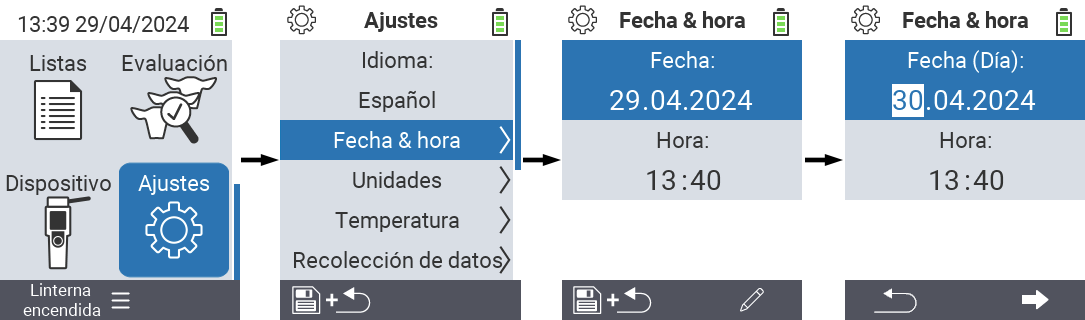 13:39 29/04/2024
Listas
Evaluación
Dispositivo
Ajustes
Linterna
encendida
Ajustes
Idioma:
Español
Fecha & hora
Unidades
Temperatura
Recolección de datos
+
Fecha & hora
Fecha:
29.04.2024
Hora:
13:40
+
Fecha & hora
Fecha (Día):
30.04.2024
Hora:
13:40